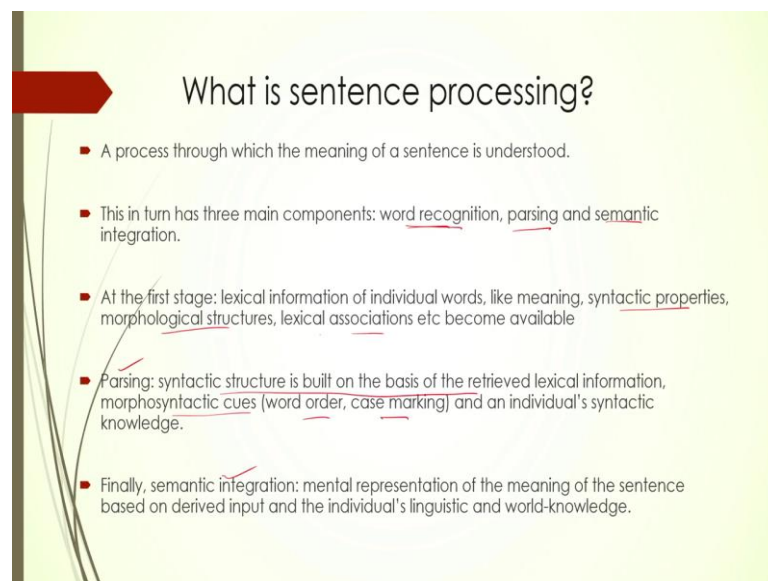 What is sentence processing?
A process through which the meaning of a sentence is understood.
This in turn has three main components: word recognition, parsing and semantic
integration.
At the first stage: lexical information of individual words, like meaning, syntactic properties,
morphological structures, lexical associations etc become available
Parsing: syntactic structure is built on the basis of the retrieved lexical information,
morphosyntactic cues (word order, case marking) and an individual's syntactic
knowledge.
Finally, semantic integration: mental representation of the meaning of the sentence
based on derived input and the individual's linguistic and world-knowledge.